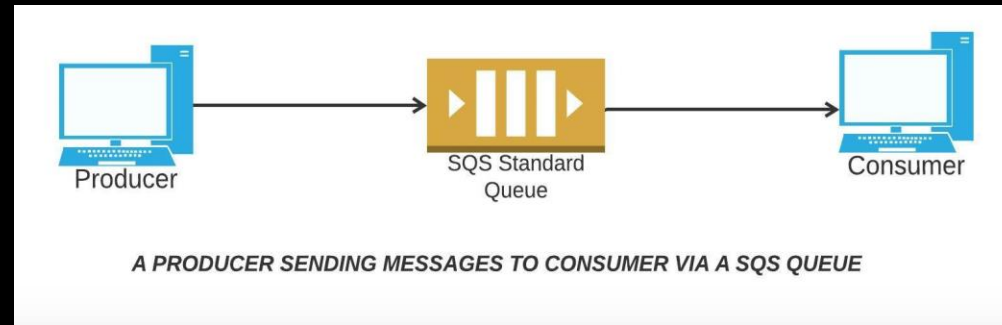 Producer
SQS Standard
Queue
Consumer
A PRODUCER SENDING MESSAGES TO CONSUMER VIA A SQS QUEUE